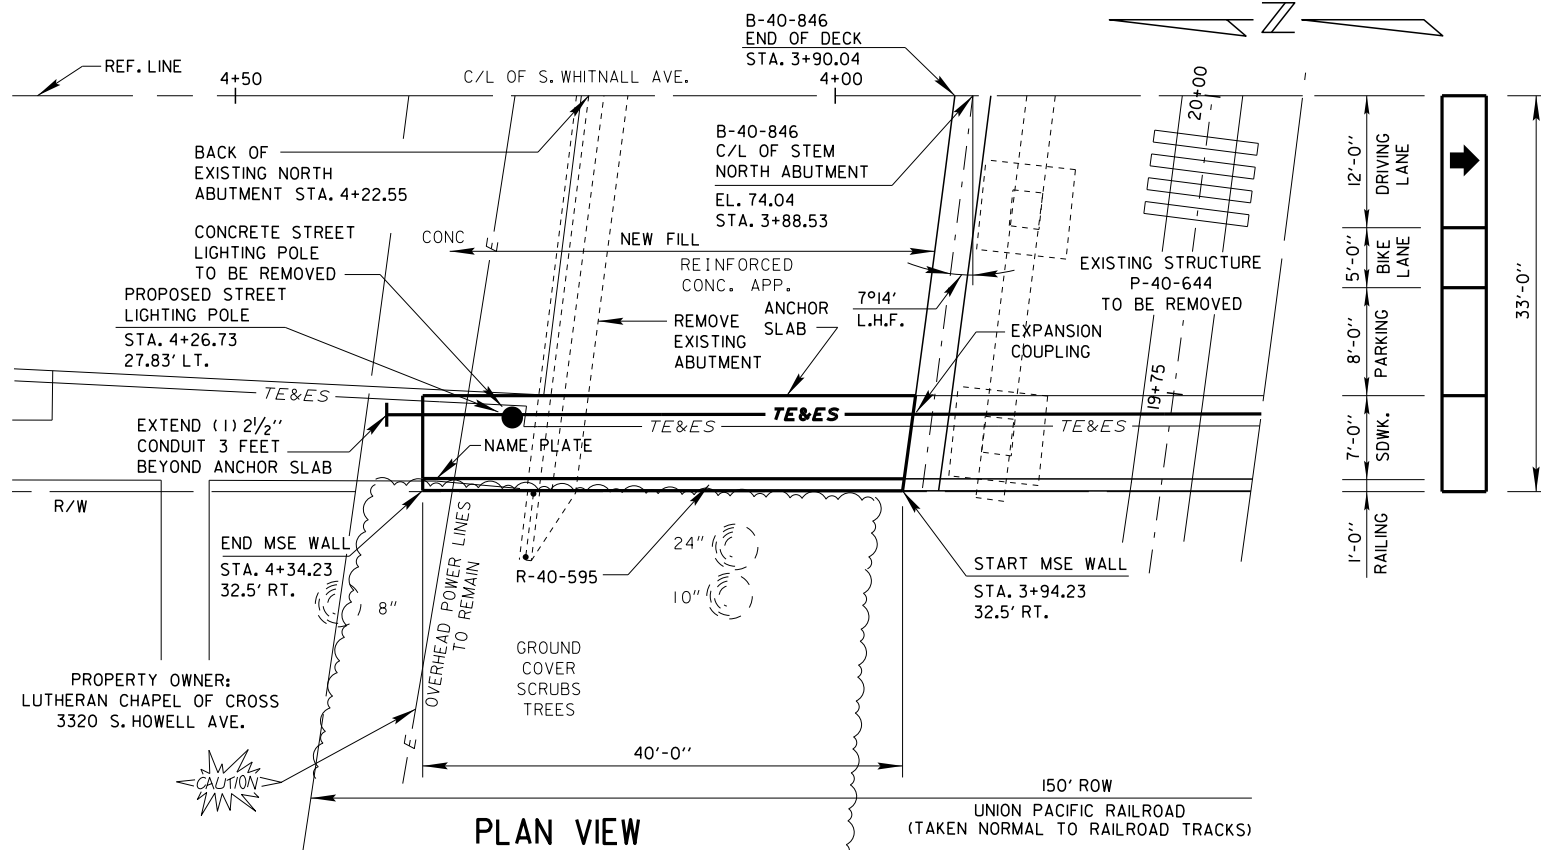 REF. LINE
4+50
C/L OF S. WHITNALL AVE.
B-40-846
END OF DECK
STA. 3+90.04
4+00
Z
20+00
BACK OF
EXISTING NORTH
ABUTMENT STA. 4+22.55
B-40-846
C/L OF STEM
NORTH ABUTMENT
EL. 74.04
STA. 3+88.53
CONCRETE STREET
LIGHTING POLE
TO BE REMOVED
CONC
E
NEW FILL
REINFORCED
CONC. APP.
7°14'
L.H.F.
EXISTING STRUCTURE
P-40-644
TO BE REMOVED
PROPOSED STREET
LIGHTING POLE
STA. 4+26.73
27.83' LT.
REMOVE
EXISTING
ABUTMENT
ANCHOR
SLAB
EXPANSION
COUPLING
19+75
TE&ES
TE&ES
TE&ES
TE&ES
EXTEND (1) 2½''
CONDUIT 3 FEET
BEYOND ANCHOR SLAB
NAME PLATE
R/W
END MSE WALL
STA. 4+34.23
32.5' RT.
OVERHEAD POWER LINES
TO REMAIN
R-40-595
24''
10''
8''
START MSE WALL
STA. 3+94.23
32.5' RT.
GROUND
COVER
SCRUBS
TREES
PROPERTY OWNER:
LUTHERAN CHAPEL OF CROSS
3320 S. HOWELL AVE.
CAUTION
E
40'-0''
150' ROW
UNION PACIFIC RAILROAD
(TAKEN NORMAL TO RAILROAD TRACKS)
PLAN VIEW
12'-0''
DRIVING
LANE
5'-0''
BIKE
LANE
8'-0''
PARKING
7'-0''
SDWK.
1'-0''
RAILING
33'-0''